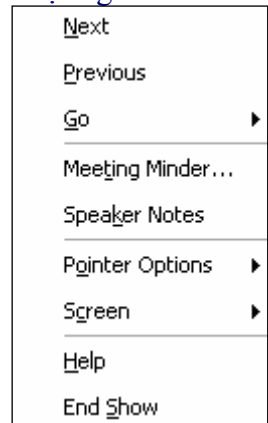 Next
Previous
Go
Meeting Minder...
Speaker Notes
Pointer Options
Screen
Help
End Show